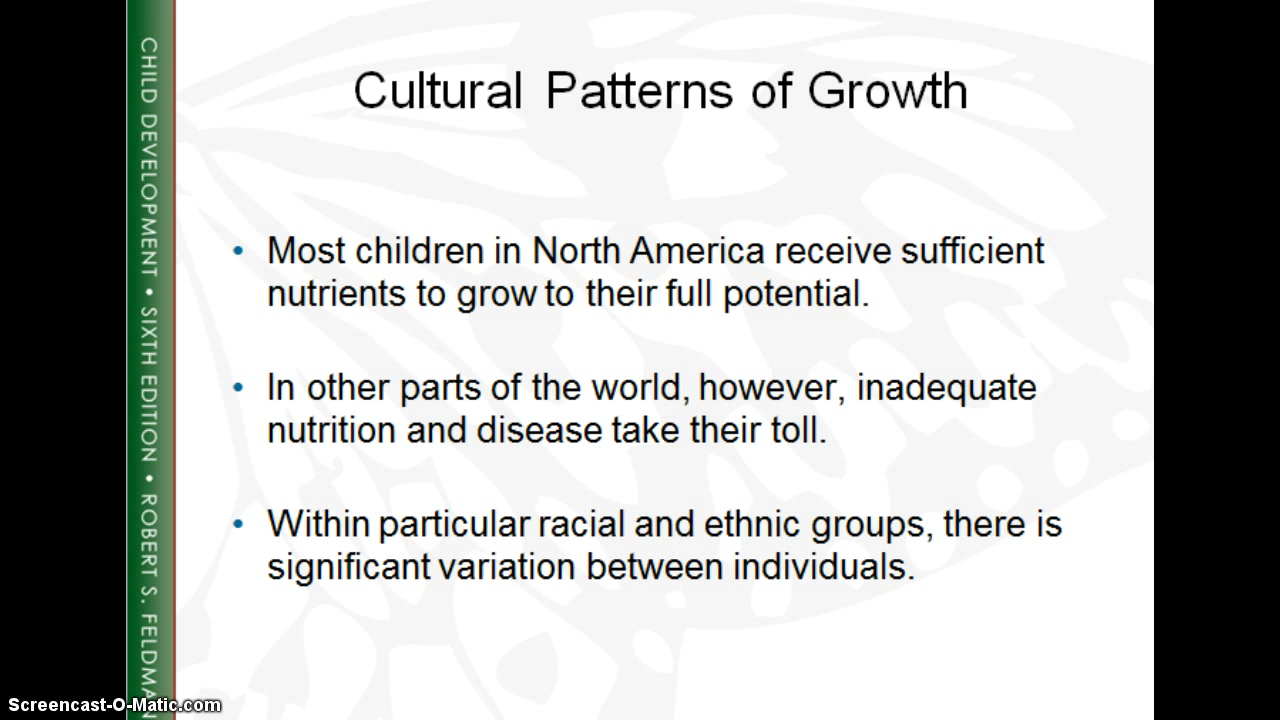 Cultural Patterns of Growth
• Most children in North America receive sufficient
nutrients to grow to their full potential.
• In other parts of the world, however, inadequate
nutrition and disease take their toll.
• Within particular racial and ethnic groups, there is
significant variation between individuals.
CHILD DEVELOPMENT • SIXTH EDITION • ROBERT S. FELDMAN
Screencast-O-Matic.com